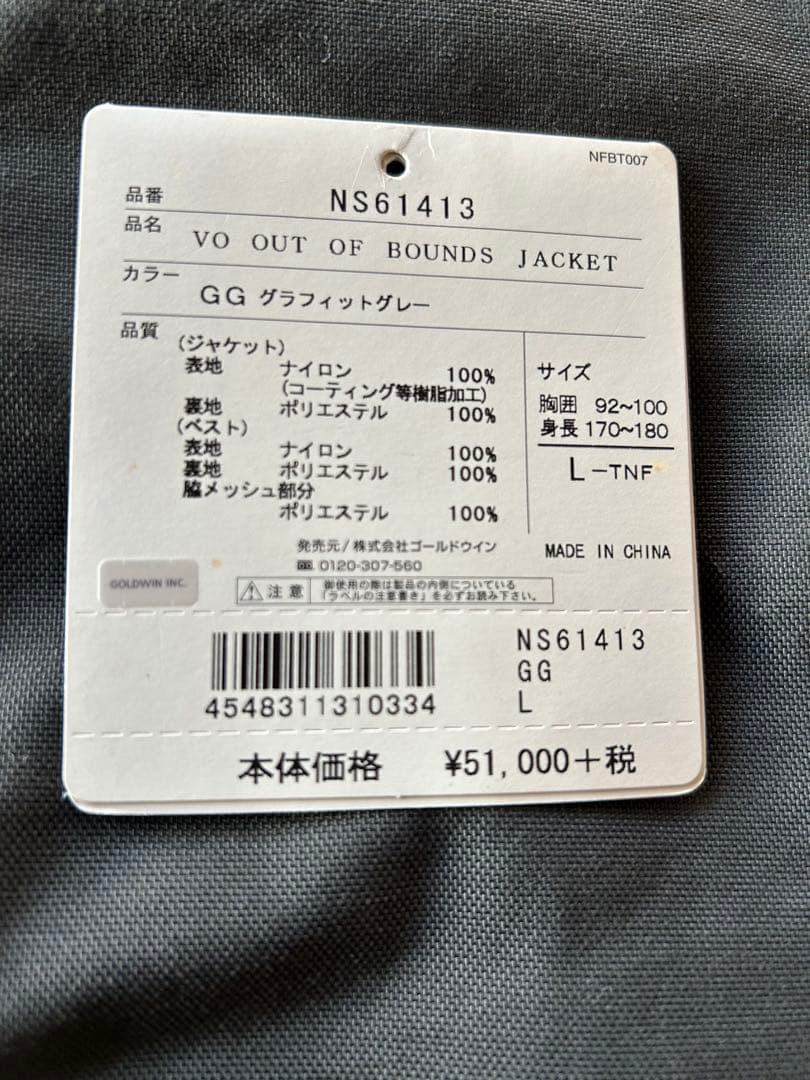 NFBT007
品番 NS61413
品名 VO OUT OF BOUNDS JACKET
カラー GG グラフィットグレー
品質
(ジャケット)
表地 ナイロン 100%
(コーティング等樹脂加工)
裏地 ポリエステル 100%
(ベスト)
表地 ナイロン 100%
裏地 ポリエステル 100%
脇メッシュ部分
ポリエステル 100%
サイズ
胸囲 92~100
身長 170~180
L-TNF
発売元/株式会社ゴールドウイン
0120-307-560
MADE IN CHINA
GOLDWIN INC.
注意 御使用の際は製品の内側についている
「ラベルの注意書き」を必ずお読み下さい。
4548311310334
NS61413
GG
L
本体価格 ¥51,000+税